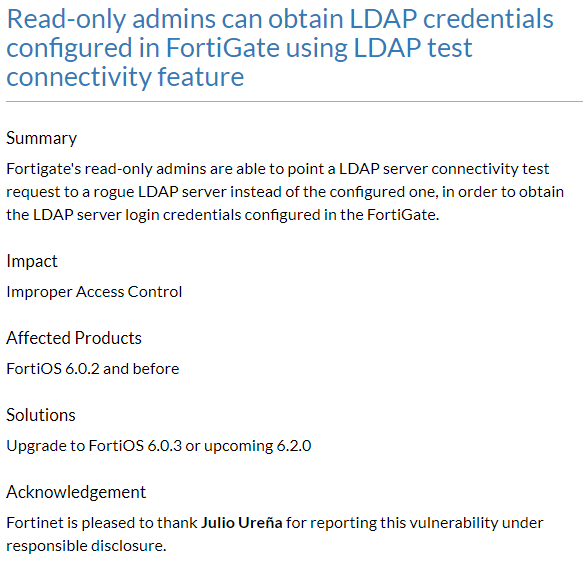 Read-only admins can obtain LDAP credentials
configured in FortiGate using LDAP test
connectivity feature
Summary
Fortigate's read-only admins are able to point a LDAP server connectivity test
request to a rogue LDAP server instead of the configured one, in order to obtain
the LDAP server login credentials configured in the FortiGate.
Impact
Improper Access Control
Affected Products
FortiOS 6.0.2 and before
Solutions
Upgrade to FortiOS 6.0.3 or upcoming 6.2.0
Acknowledgement
Fortinet is pleased to thank Julio Ureña for reporting this vulnerability under
responsible disclosure.